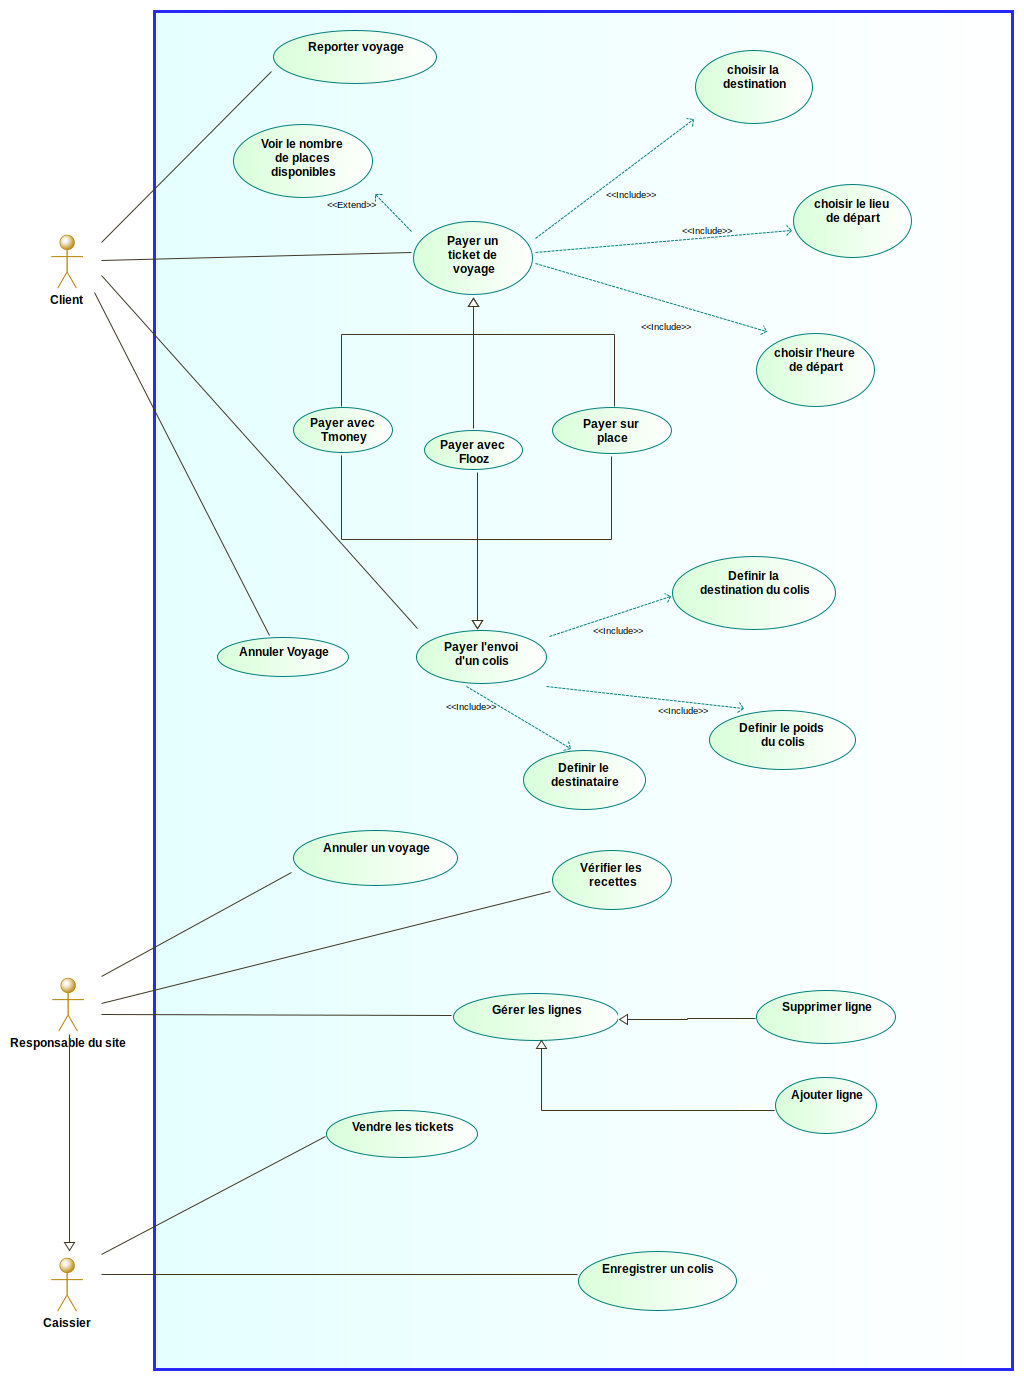 Reporter voyage
choisir la
destination
Voir le nombre
de places
disponibles
<<Extend>>
<<Include>>
choisir le lieu
de départ
<<Include>>
Payer un
ticket de
voyage
Client
<<Include>>
choisir l'heure
de départ
Payer avec
Tmoney
Payer avec
Flooz
Payer sur
place
Definir la
destination du colis
<<Include>>
Annuler Voyage
Payer l'envoi
d'un colis
<<Include>>
<<Include>>
Definir le poids
du colis
Definir le
destinataire
Annuler un voyage
Vérifier les
recettes
Gérer les lignes
Supprimer ligne
Responsable du site
Ajouter ligne
Vendre les tickets
Enregistrer un colis
Caissier